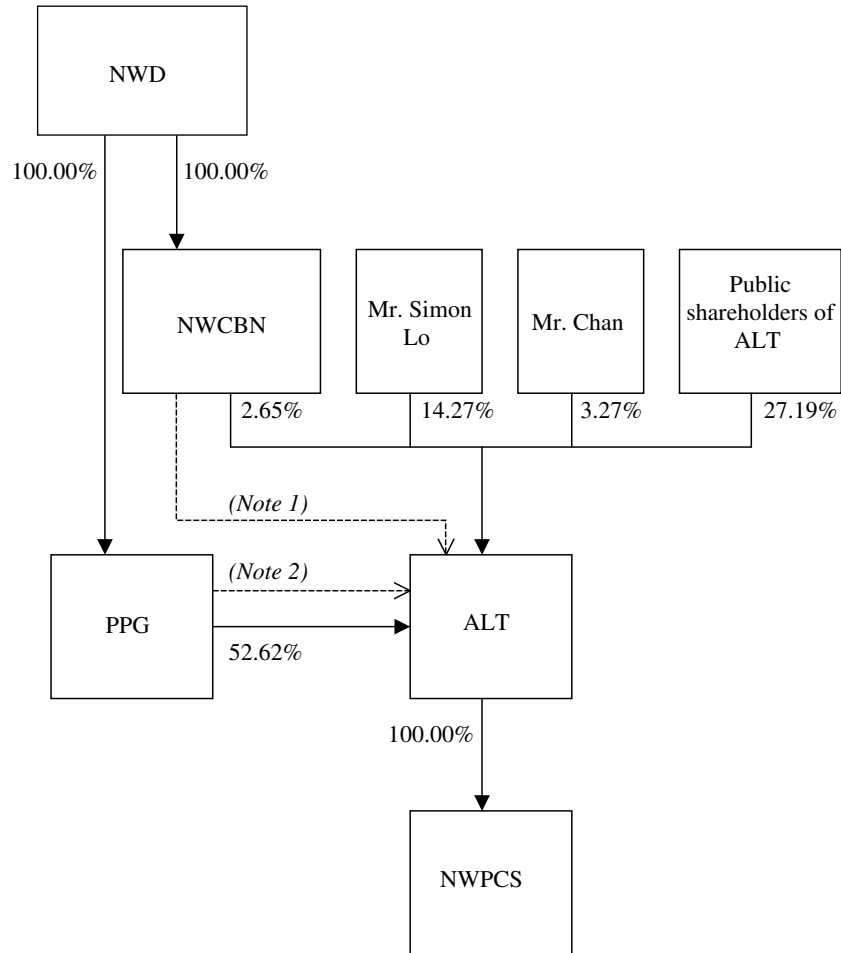 NWD
100.00%
100.00%
NWCBN
Mr. Simon
Lo
Mr. Chan
Public
shareholders of
ALT
2.65%
14.27%
3.27%
27.19%
(Note 1)
(Note 2)
PPG
ALT
52.62%
100.00%
NWPCS